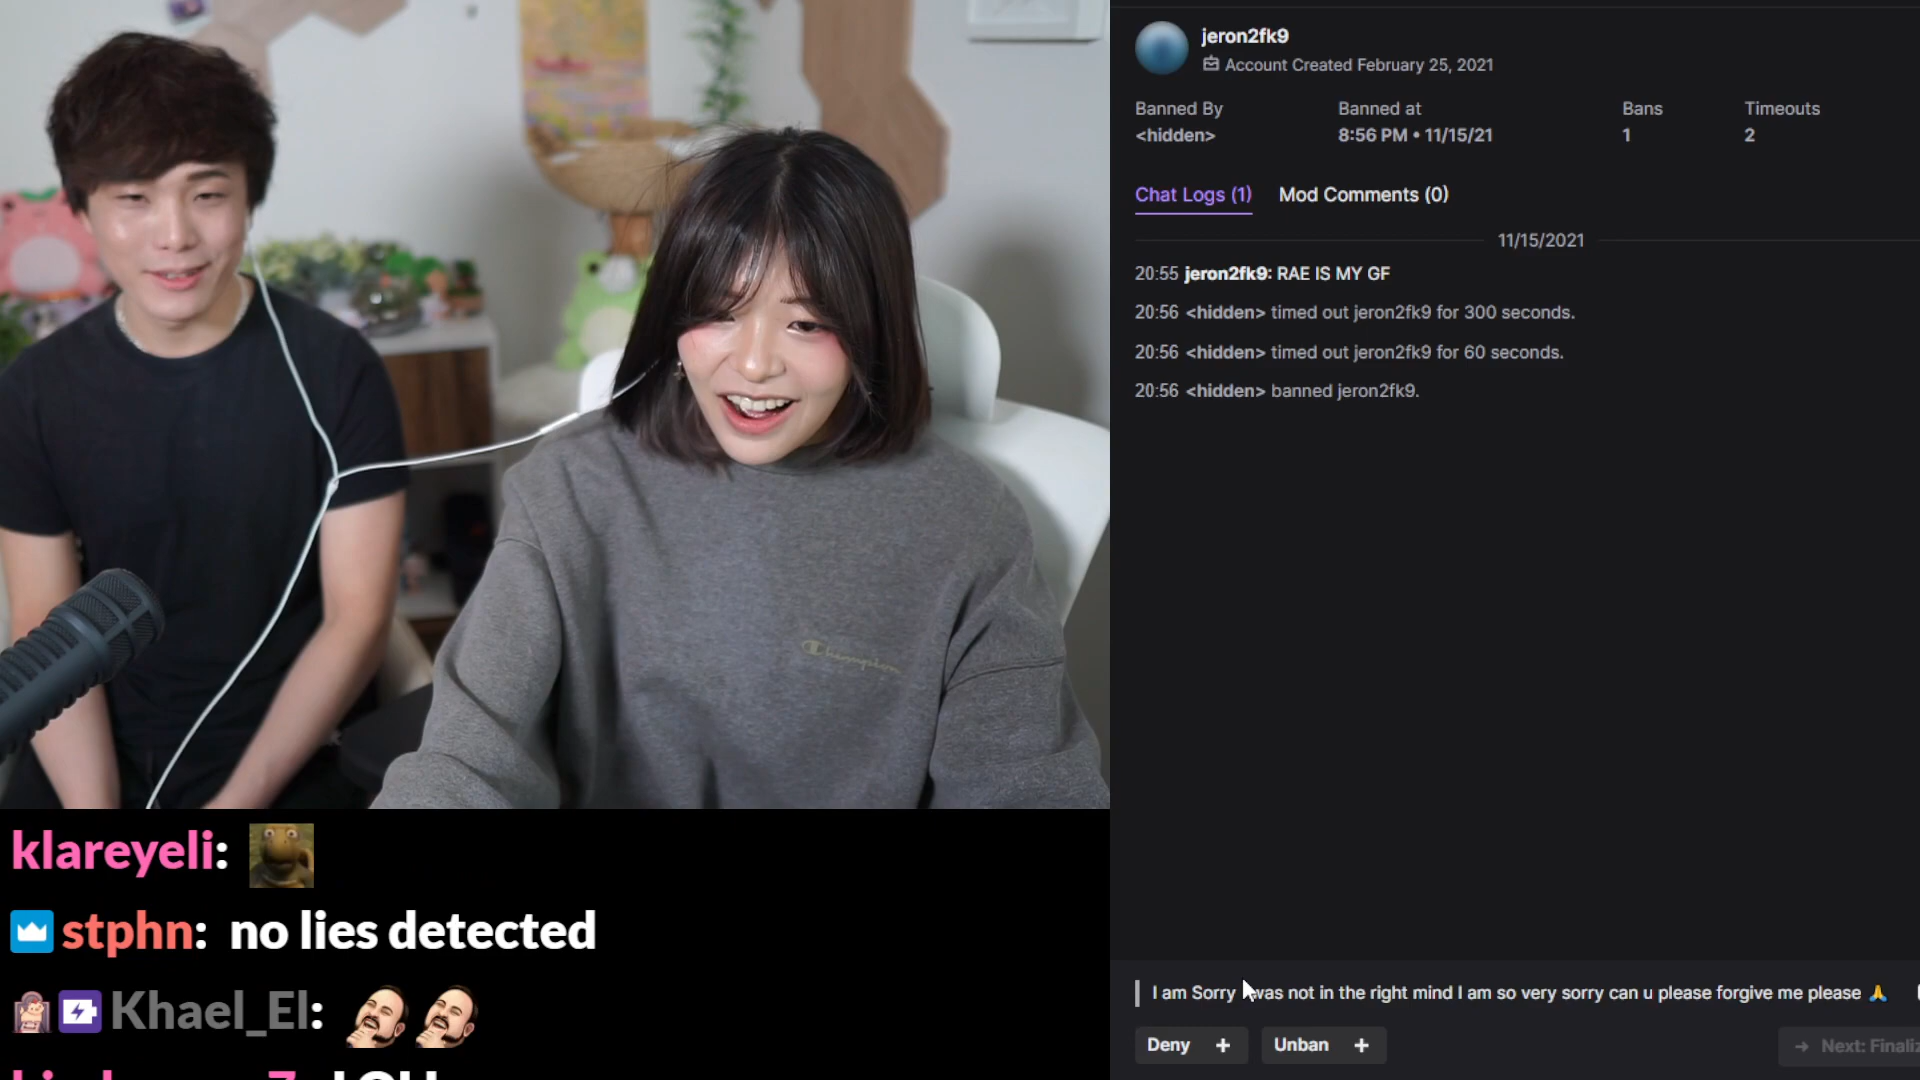 jeron2fk9
Account Created February 25, 2021
Banned By
Banned at
Bans
Timeouts
<hidden>
8:56 PM • 11/15/21
1
2
Chat Logs (1)
Mod Comments (0)
11/15/2021
20:55 jeron2fk9: RAE IS MY GF
20:56 <hidden> timed out jeron2fk9 for 300 seconds.
20:56 <hidden> timed out jeron2fk9 for 60 seconds.
20:56 <hidden> banned jeron2fk9.
Champion
klareyeli:
stphn: no lies detected
Khael_El:
I am Sorry was not in the right mind I am so very sorry can u please forgive me please 🙏
Deny +
Unban +
→ Next: